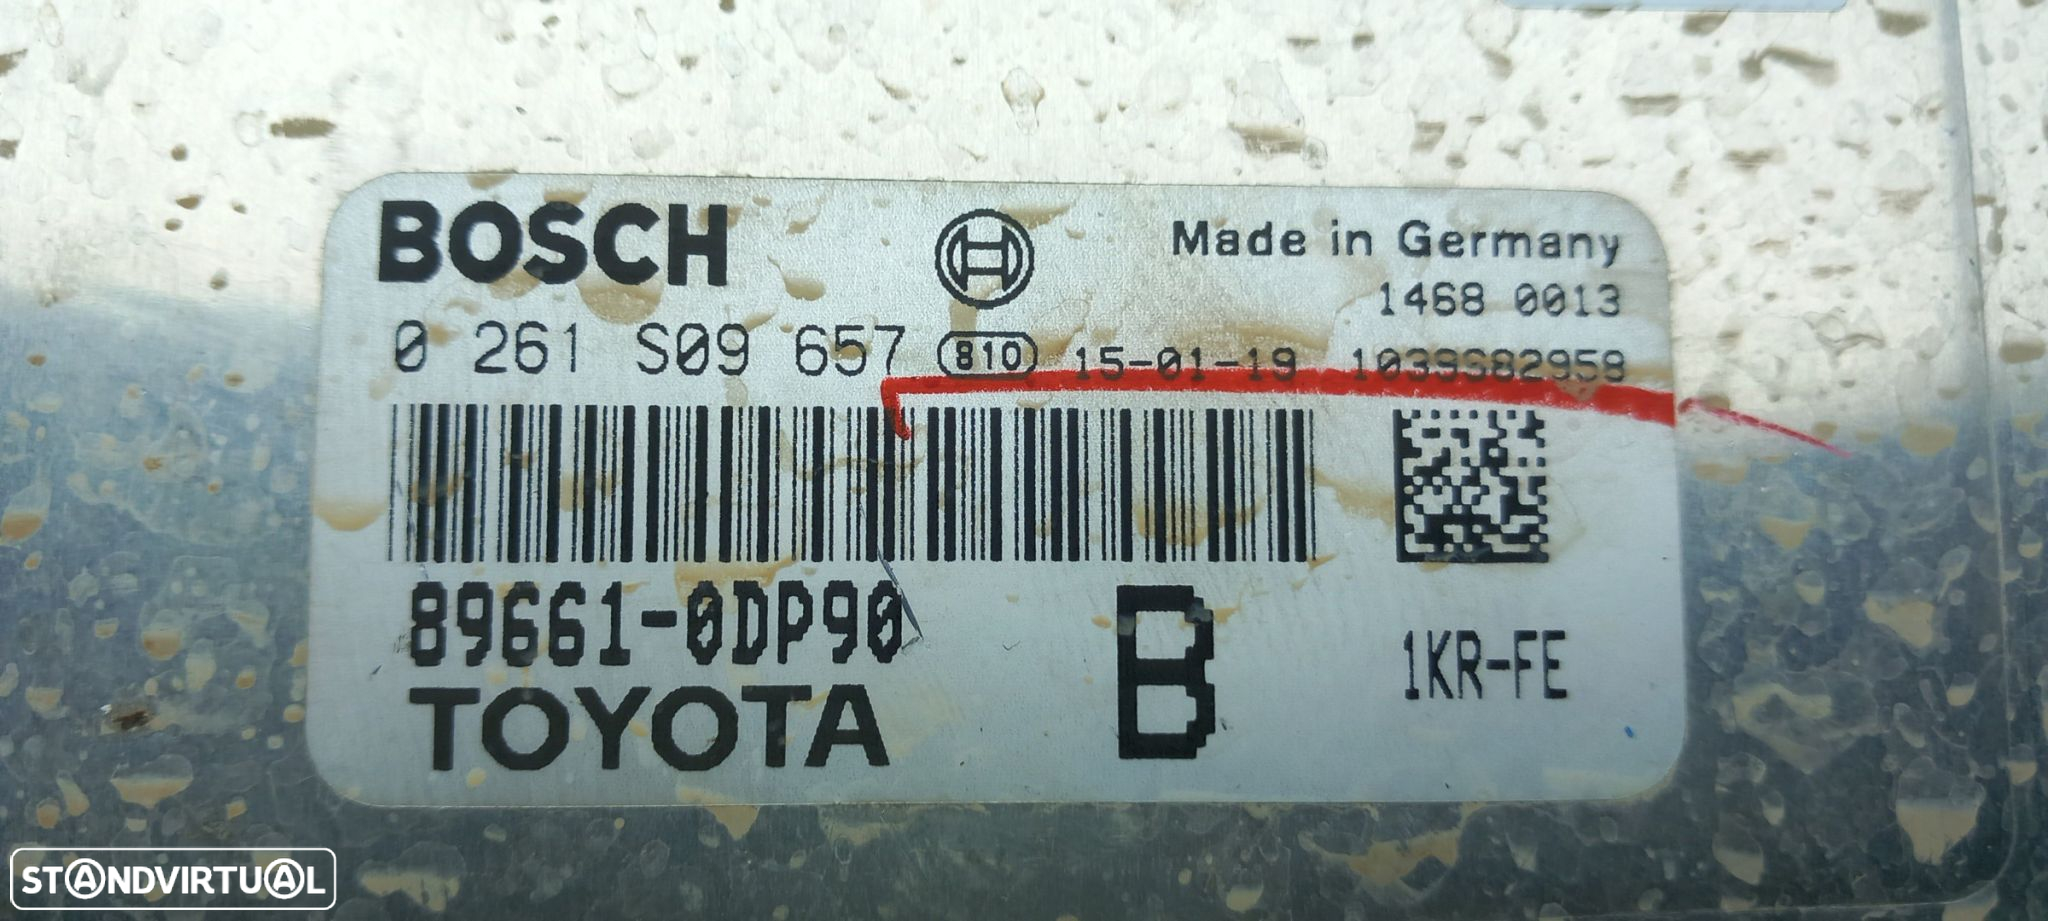 BOSCH
Made in Germany
1468 0013
0 261 S09 657 810 15-01-19 1039S82958
89661-0DP90
B
1KR-FE
TOYOTA
STANDVIRTUAL